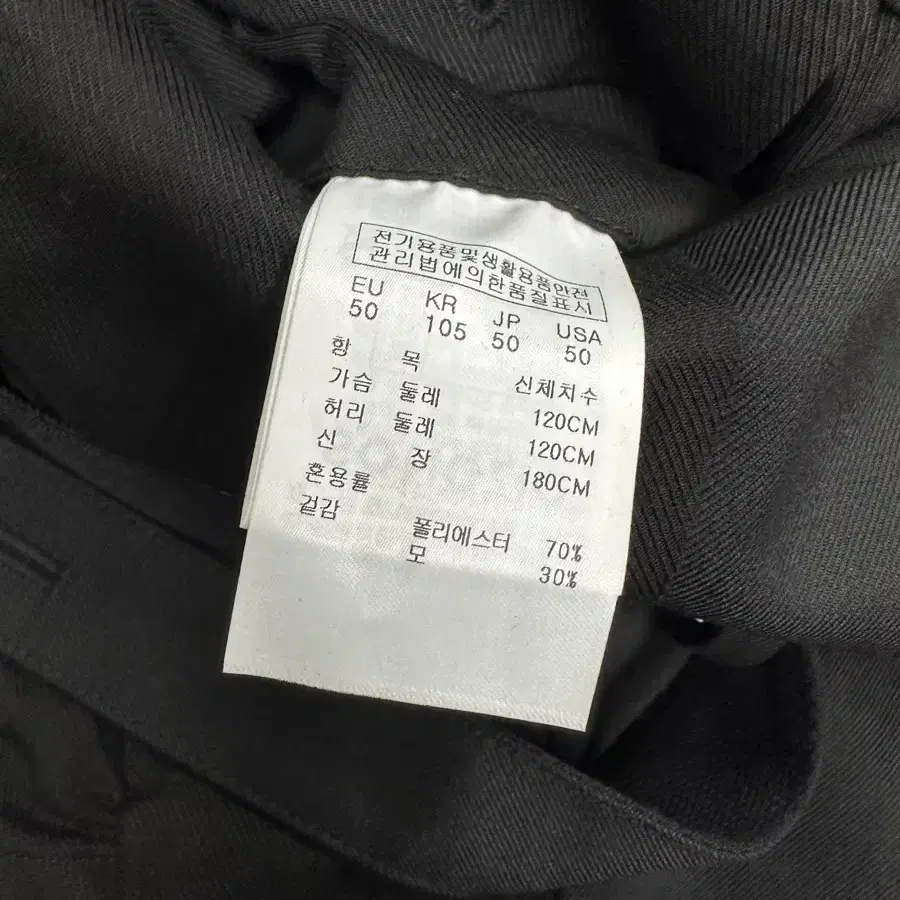 전기용품및생활용품안전
관리법에의한품질표시
EU KR JP USA
50 105 50 50
항 목 신체치수
가슴 둘레 120CM
허리 둘레 120CM
신 장 180CM
혼용률
겉감 폴리에스터 70%
모 30%